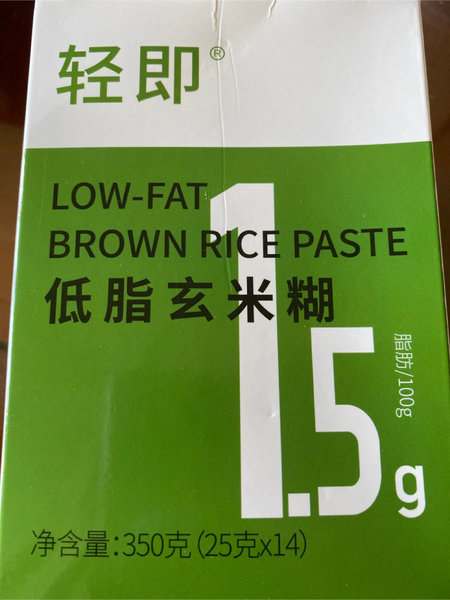 轻即®
LOW-FAT
BROWN RICE PASTE
低脂玄米糊
1.5g
脂肪/100g
净含量:350克(25克x14)